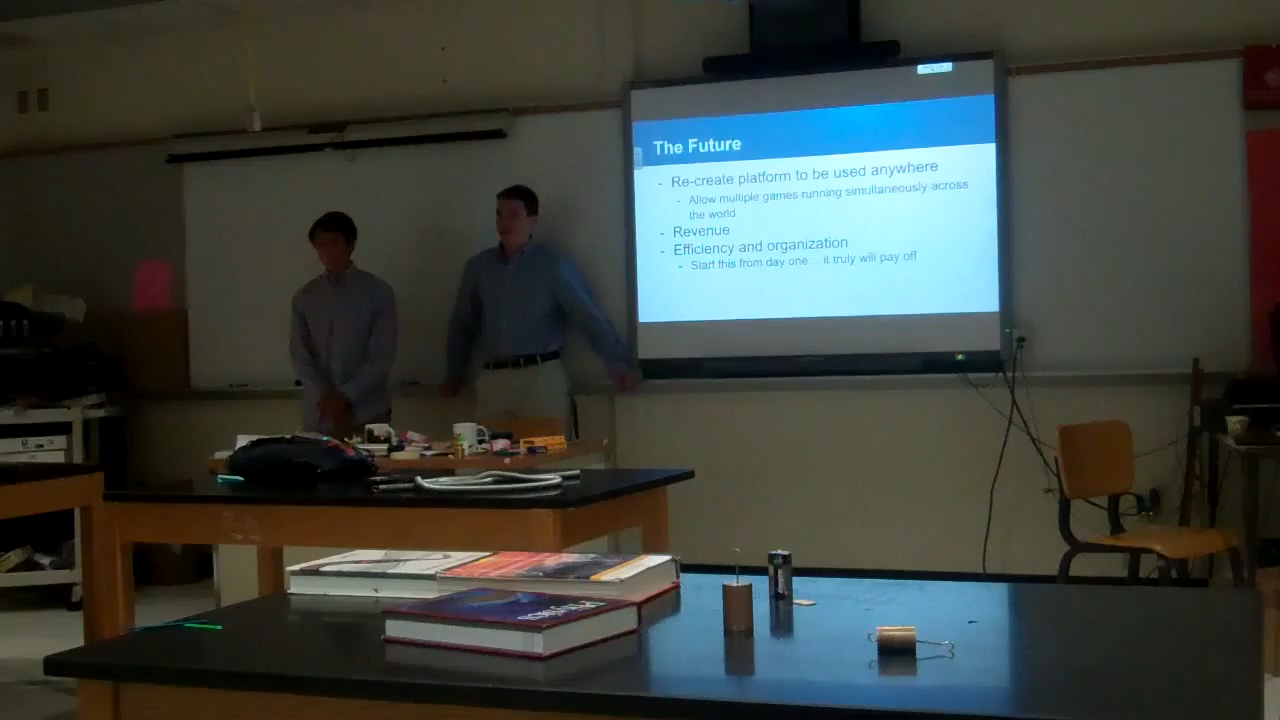 The Future
- Re-create platform to be used anywhere
- Allow multiple games running simultaneously across
the world
- Revenue
- Efficiency and organization
- Start this from day one... it truly will pay off
PHYSICS